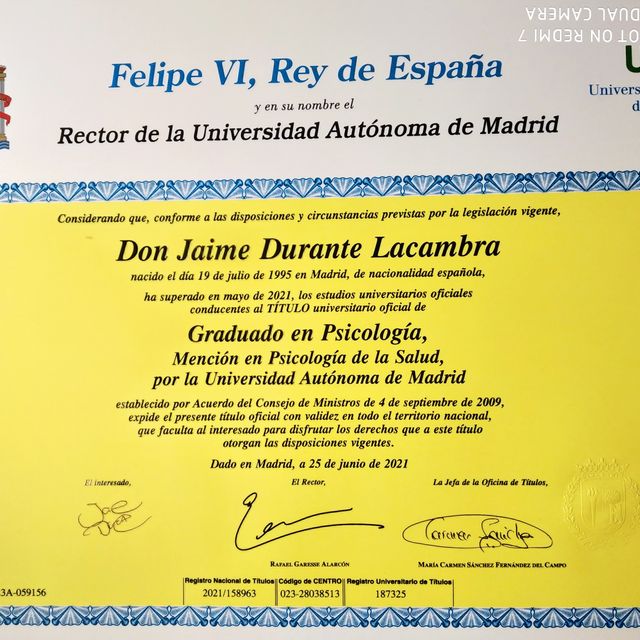 SHOT ON REDMI 7
DUAL CAMERA
Felipe VI, Rey de España
y en su nombre el
Rector de la Universidad Autónoma de Madrid
Considerando que, conforme a las disposiciones y circunstancias previstas por la legislación vigente,
Don Jaime Durante Lacambra
nacido el día 19 de julio de 1995 en Madrid, de nacionalidad española,
ha superado en mayo de 2021, los estudios universitarios oficiales
conducentes al TÍTULO universitario oficial de
Graduado en Psicología,
Mención en Psicología de la Salud,
por la Universidad Autónoma de Madrid
establecido por Acuerdo del Consejo de Ministros de 4 de septiembre de 2009,
expide el presente título oficial con validez en todo el territorio nacional,
que faculta al interesado para disfrutar los derechos que a este título
otorgan las disposiciones vigentes.
Dado en Madrid, a 25 de junio de 2021
El interesado, El Rector, La Jefa de la Oficina de Títulos,
RAFAEL GARESSE ALARCÓN MARÍA CARMEN SÁNCHEZ FERNÁNDEZ DEL CAMPO
Registro Nacional de Títulos Código de CENTRO Registro Universitario de Títulos
3A-059156 2021/158963 023-28038513 187325